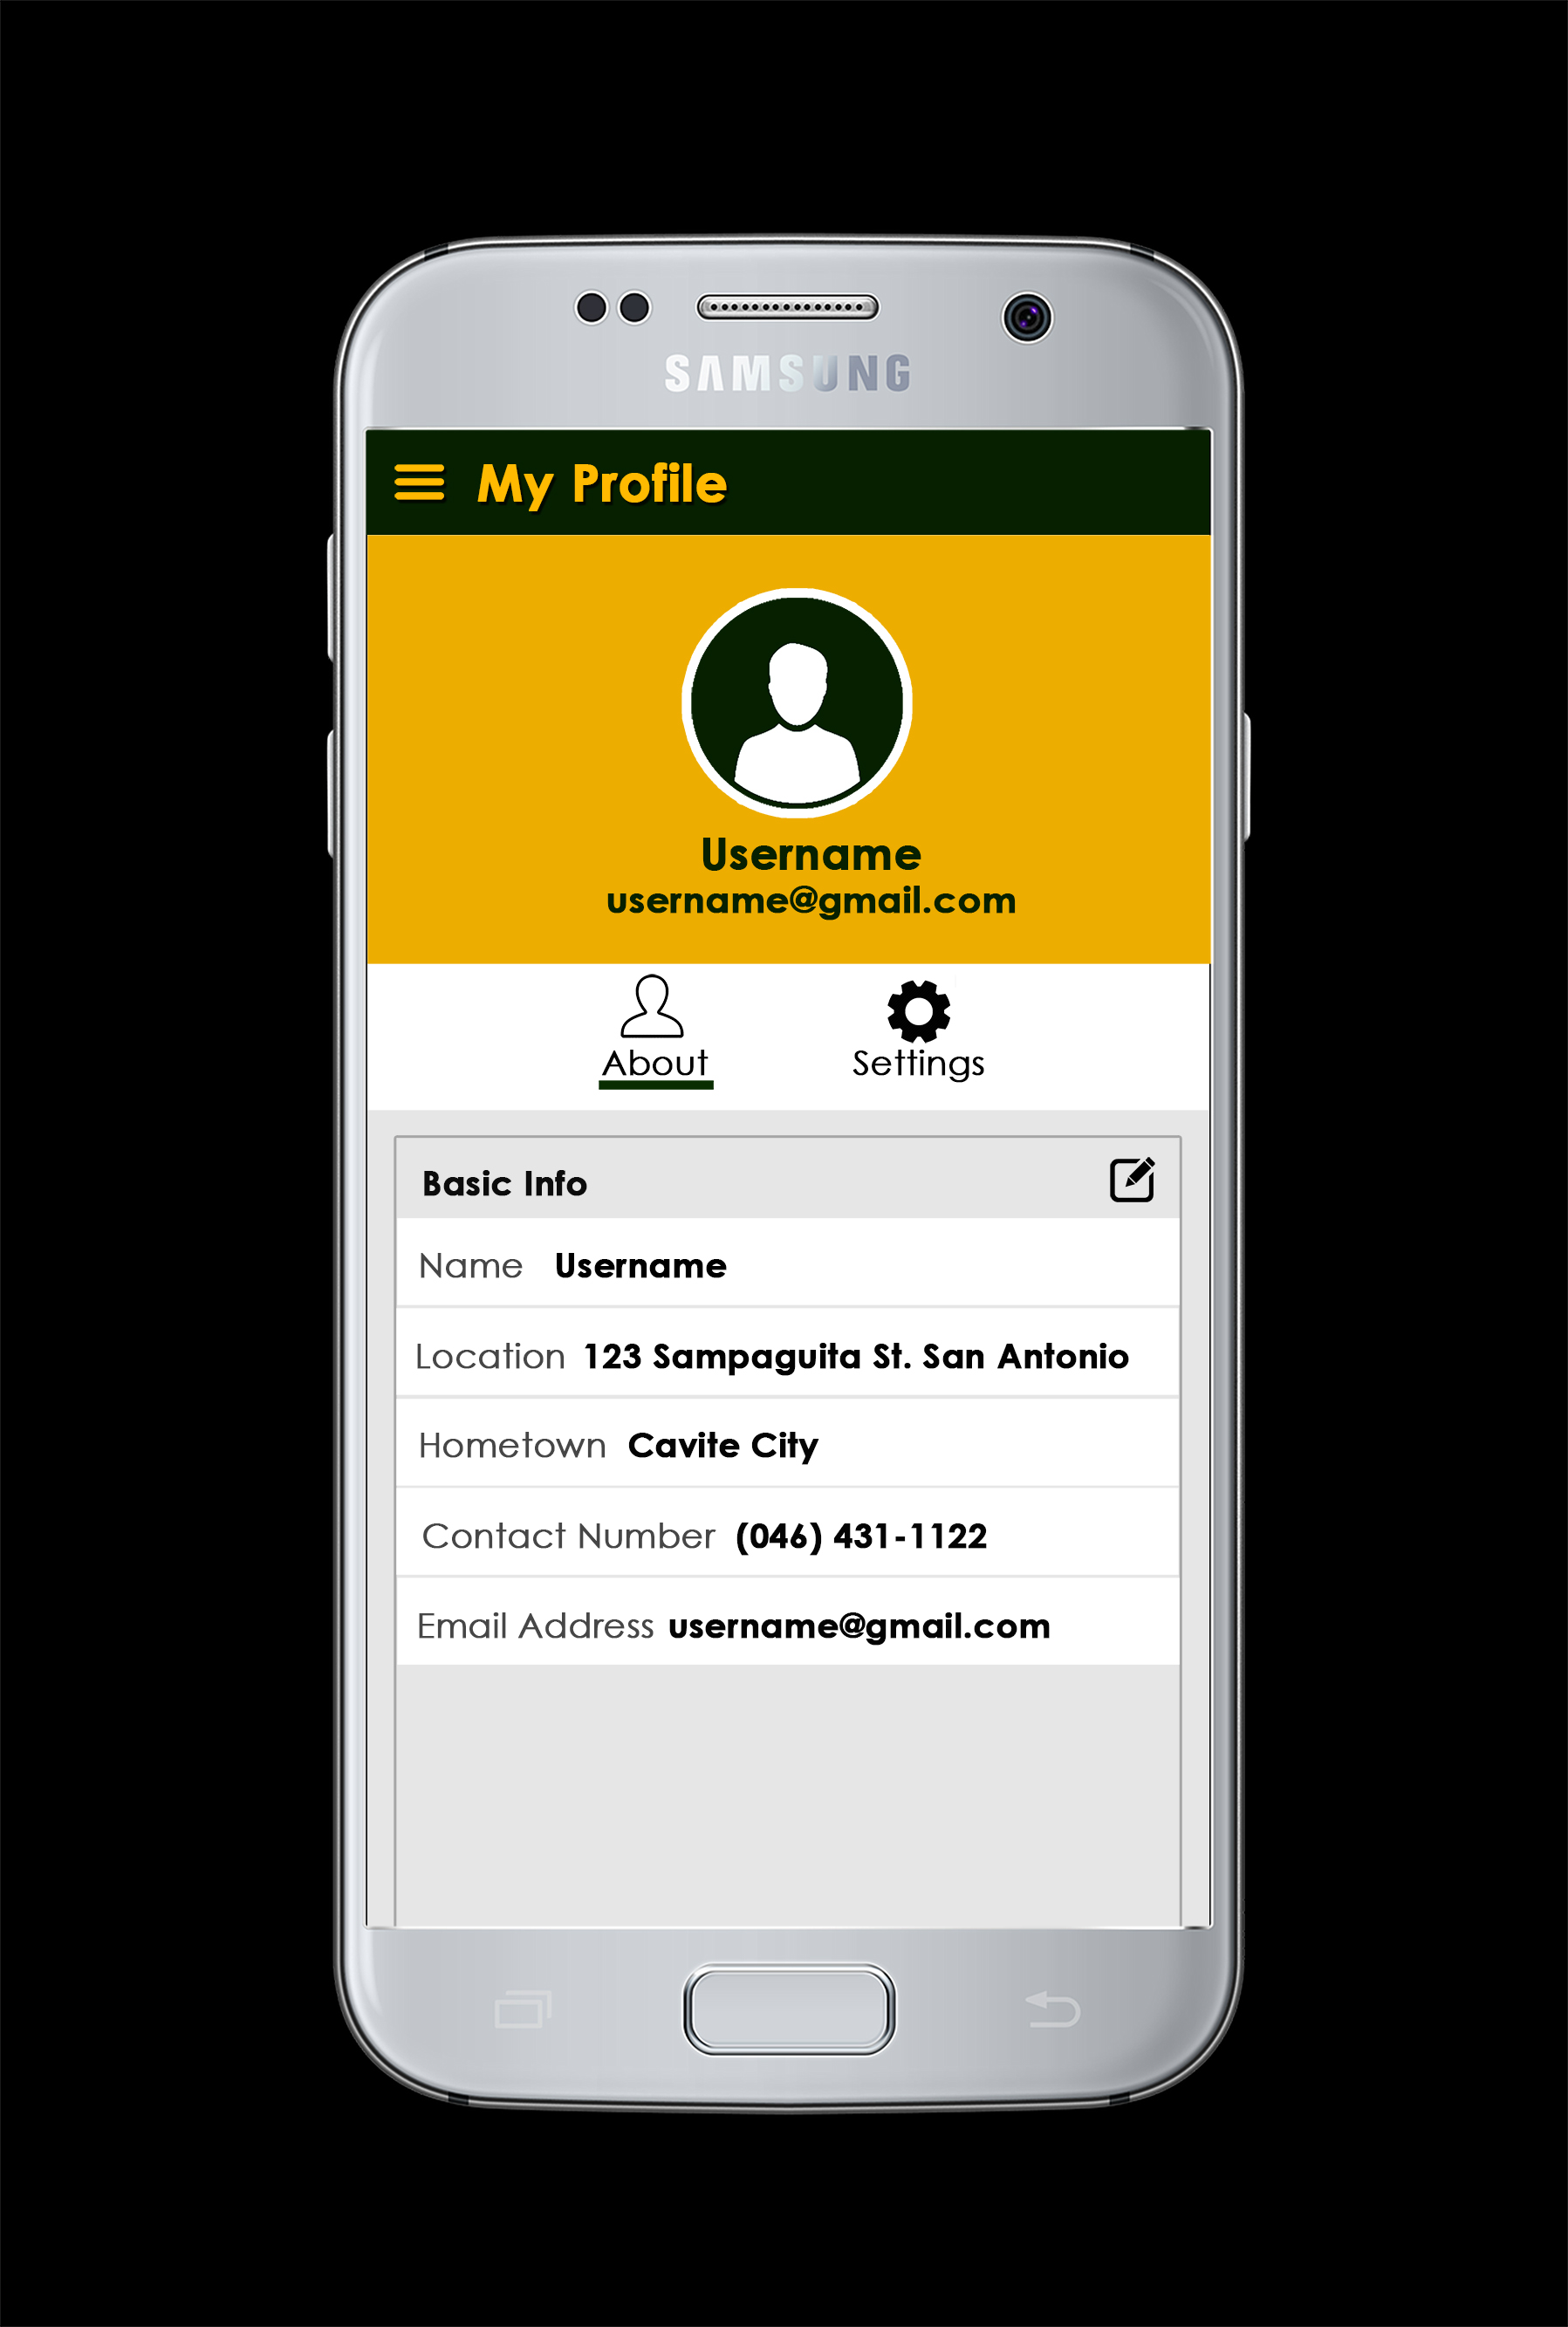 SAMSUNG
My Profile
Username
username@gmail.com
About Settings
Basic Info
Name Username
Location 123 Sampaguita St. San Antonio
Hometown Cavite City
Contact Number (046) 431-1122
Email Address username@gmail.com